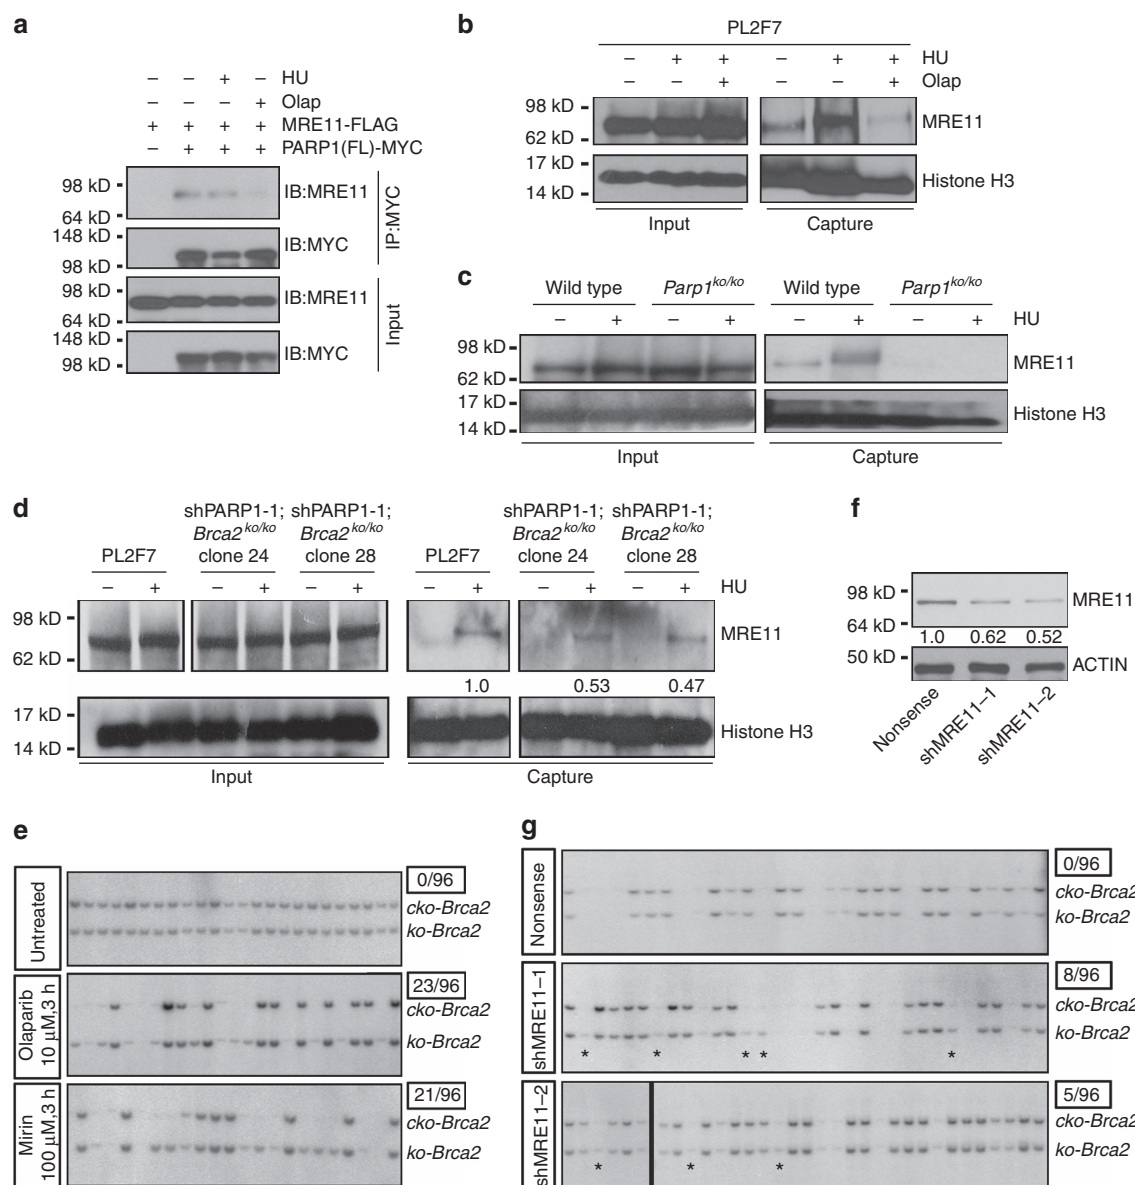 a
– – + – HU
– – – + Olap
+ + + + MRE11-FLAG
– + + + PARP1(FL)-MYC
98 kD
64 kD
IB:MRE11
148 kD
98 kD
IB:MYC
IP:MYC
98 kD
64 kD
IB:MRE11
148 kD
98 kD
IB:MYC
Input
b
PL2F7
– + + – + + HU
– – + – – + Olap
98 kD
62 kD
MRE11
17 kD
14 kD
Histone H3
Input Capture
c
Wild type Parp1ko/ko Wild type Parp1ko/ko
– + – + – + – + HU
98 kD
62 kD
MRE11
17 kD
14 kD
Histone H3
Input Capture
d
PL2F7
shPARP1-1;
Brca2ko/ko
clone 24
shPARP1-1;
Brca2ko/ko
clone 28
PL2F7
shPARP1-1;
Brca2ko/ko
clone 24
shPARP1-1;
Brca2ko/ko
clone 28
– + – + – + – + – + – + HU
98 kD
62 kD
MRE11
1.0 0.53 0.47
17 kD
14 kD
Histone H3
Input Capture
f
98 kD
64 kD
MRE11
1.0 0.62 0.52
50 kD
ACTIN
Nonsense
shMRE11–1
shMRE11–2
e
Untreated
0/96
cko-Brca2
ko-Brca2
Olaparib
10 μM,3 h
23/96
cko-Brca2
ko-Brca2
Mirin
100 μM,3 h
21/96
cko-Brca2
ko-Brca2
g
Nonsense
0/96
cko-Brca2
ko-Brca2
shMRE11–1
8/96
cko-Brca2
ko-Brca2
* * * * *
shMRE11–2
5/96
cko-Brca2
ko-Brca2
* * *